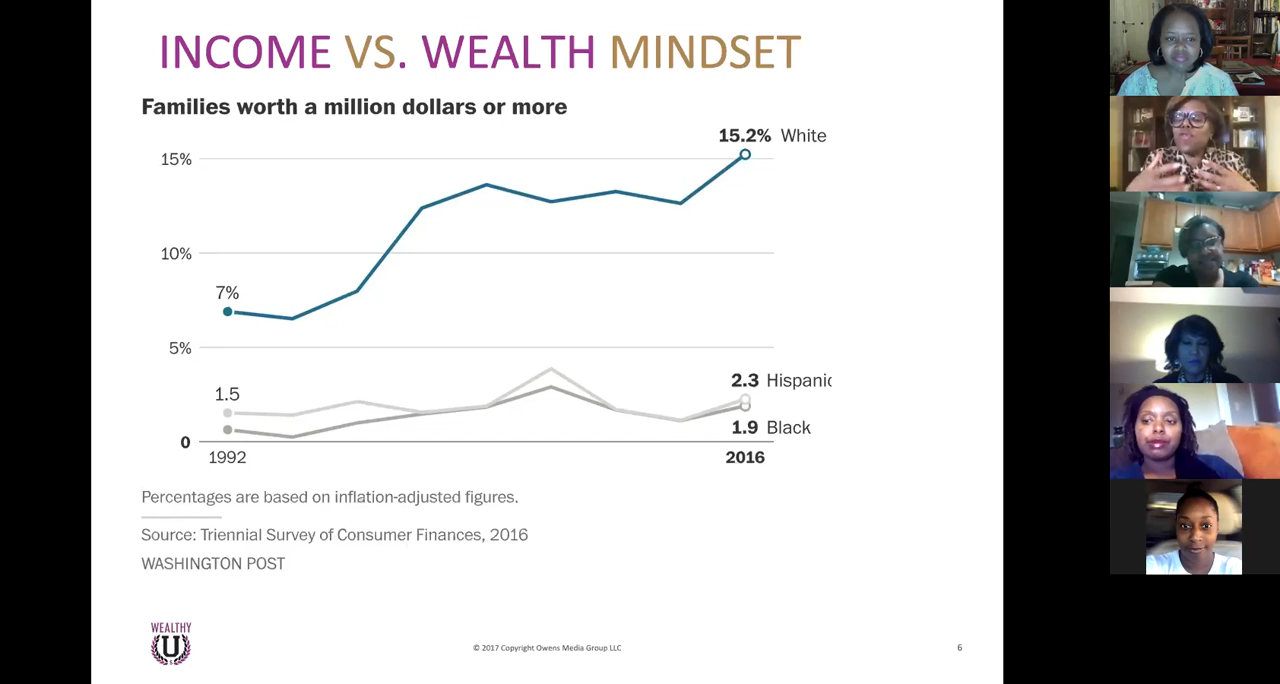 INCOME VS. WEALTH MINDSET
Families worth a million dollars or more
15.2% White
15%
10%
7%
5%
2.3 Hispanic
1.5
1.9 Black
0
1992
2016
Percentages are based on inflation-adjusted figures.
Source: Triennial Survey of Consumer Finances, 2016
WASHINGTON POST
WEALTHY
U
© 2017 Copyright Owens Media Group LLC
6